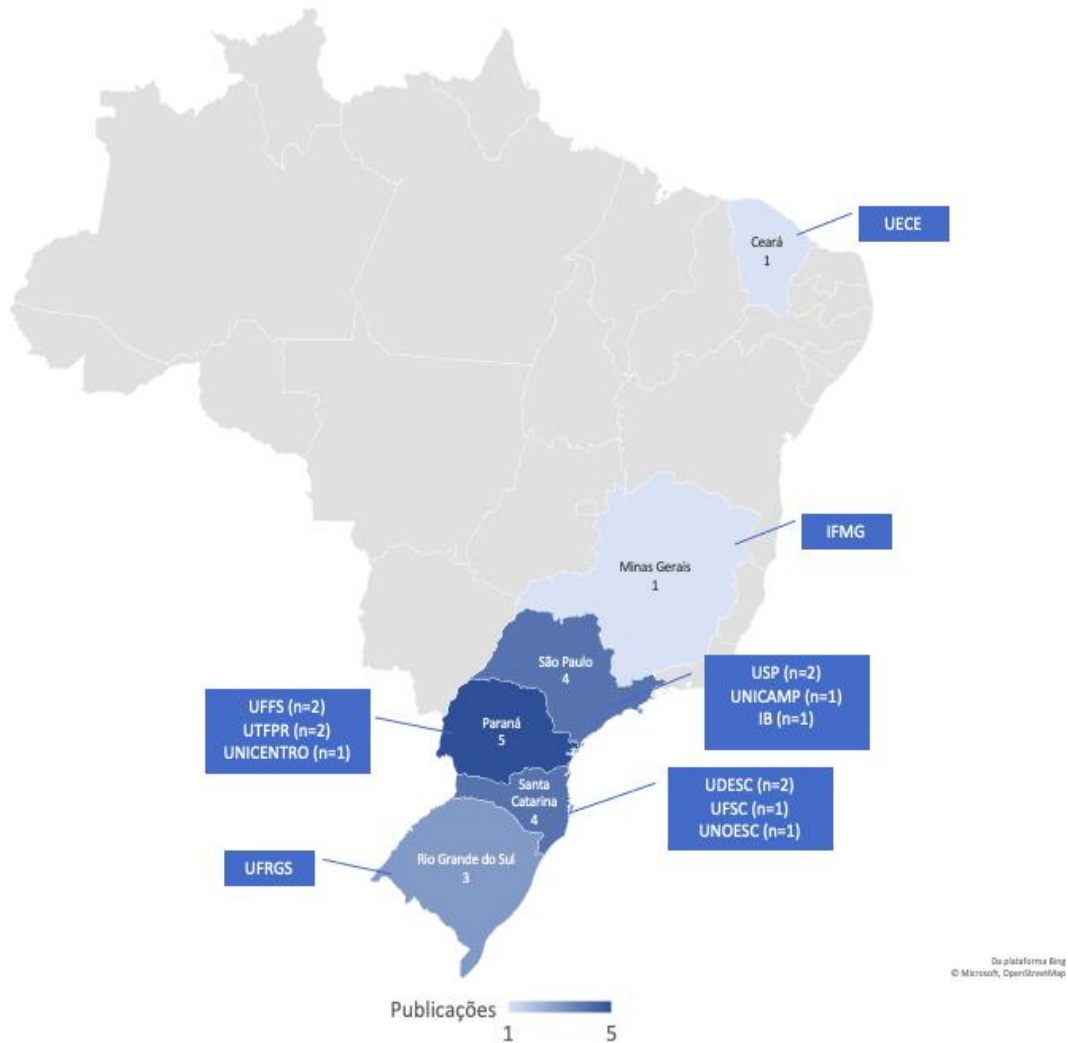 UECE
Ceará
1
IFMG
Minas Gerais
1
São Paulo
4
USP (n=2)
UNICAMP (n=1)
IB (n=1)
UFFS (n=2)
UTFPR (n=2)
UNICENTRO (n=1)
Paraná
5
Santa
Catarina
4
UDESC (n=2)
UFSC (n=1)
UNOESC (n=1)
UFRGS
Rio Grande do Sul
3
Da plataforma Bing
© Microsoft, OpenStreetMap
Publicações
1 5